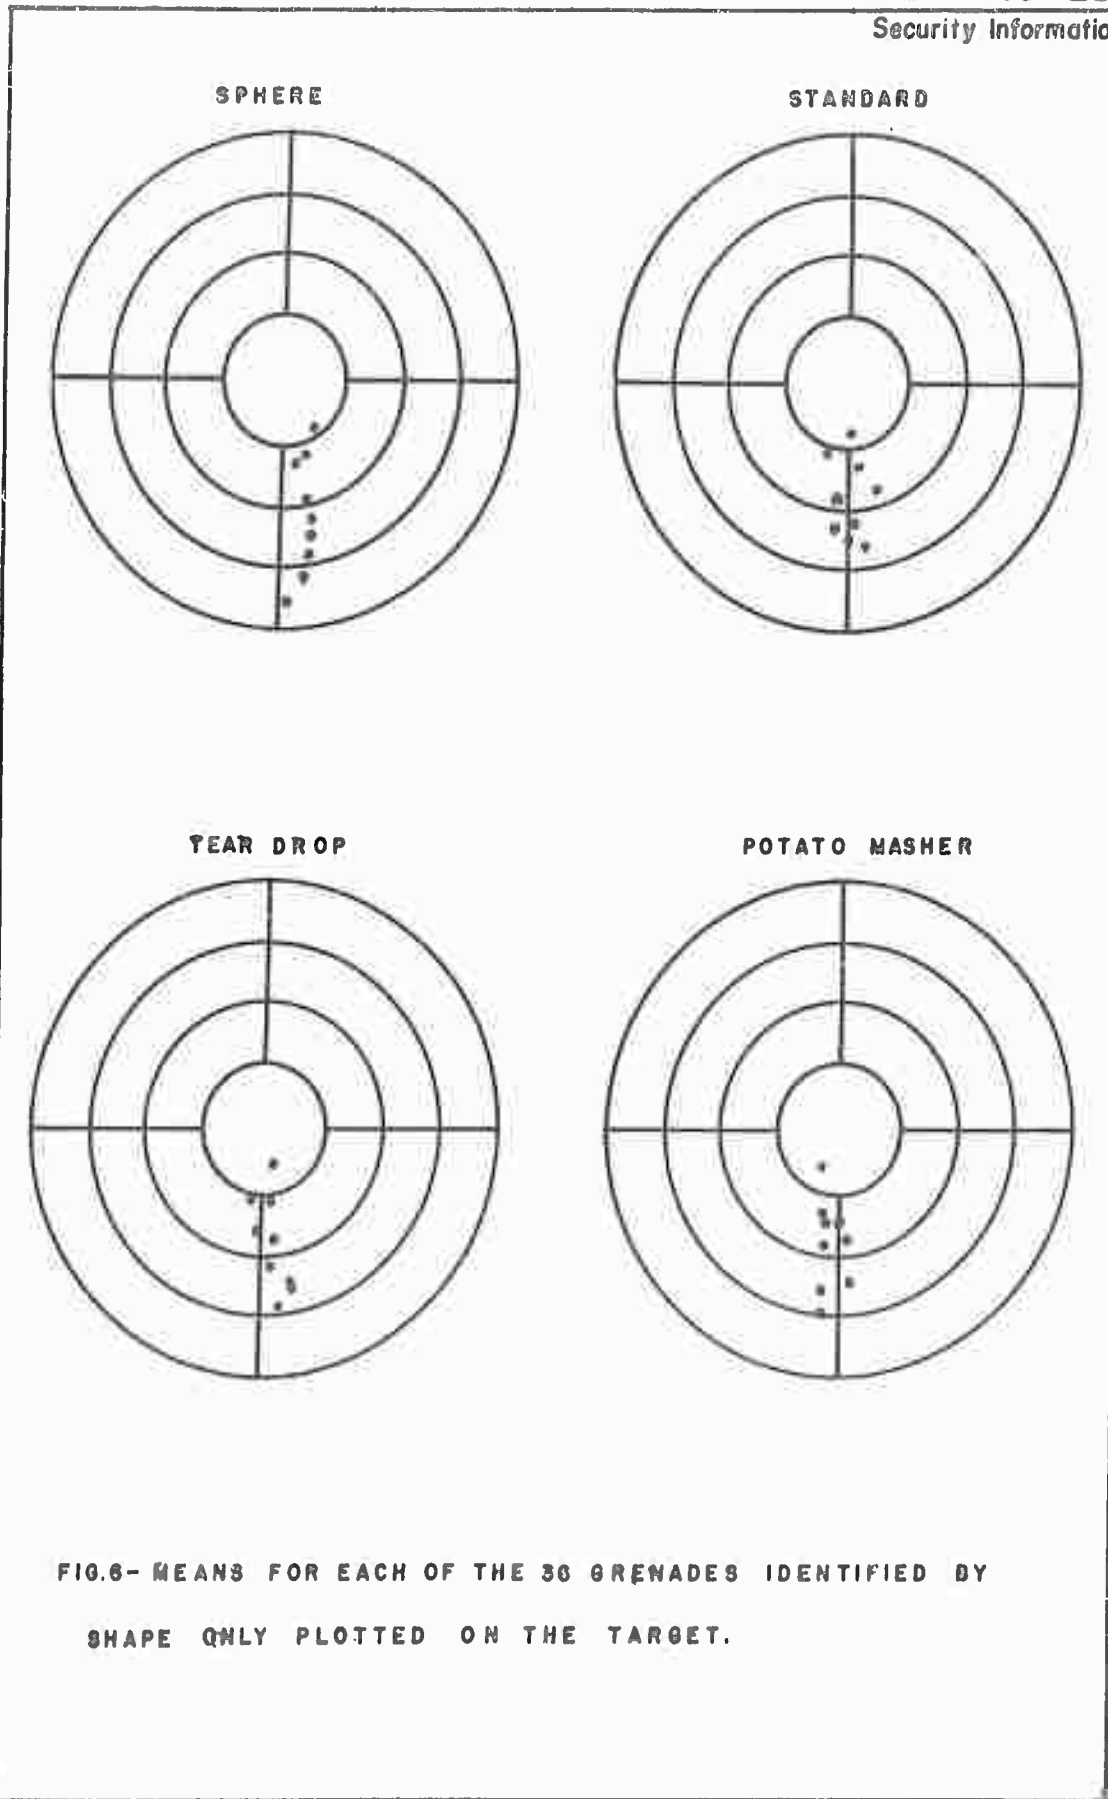 Security Informatio
SPHERE
STANDARD
TEAR DROP
POTATO MASHER
FIG.6- MEANS FOR EACH OF THE 36 GRENADES IDENTIFIED BY
SHAPE ONLY PLOTTED ON THE TARGET.